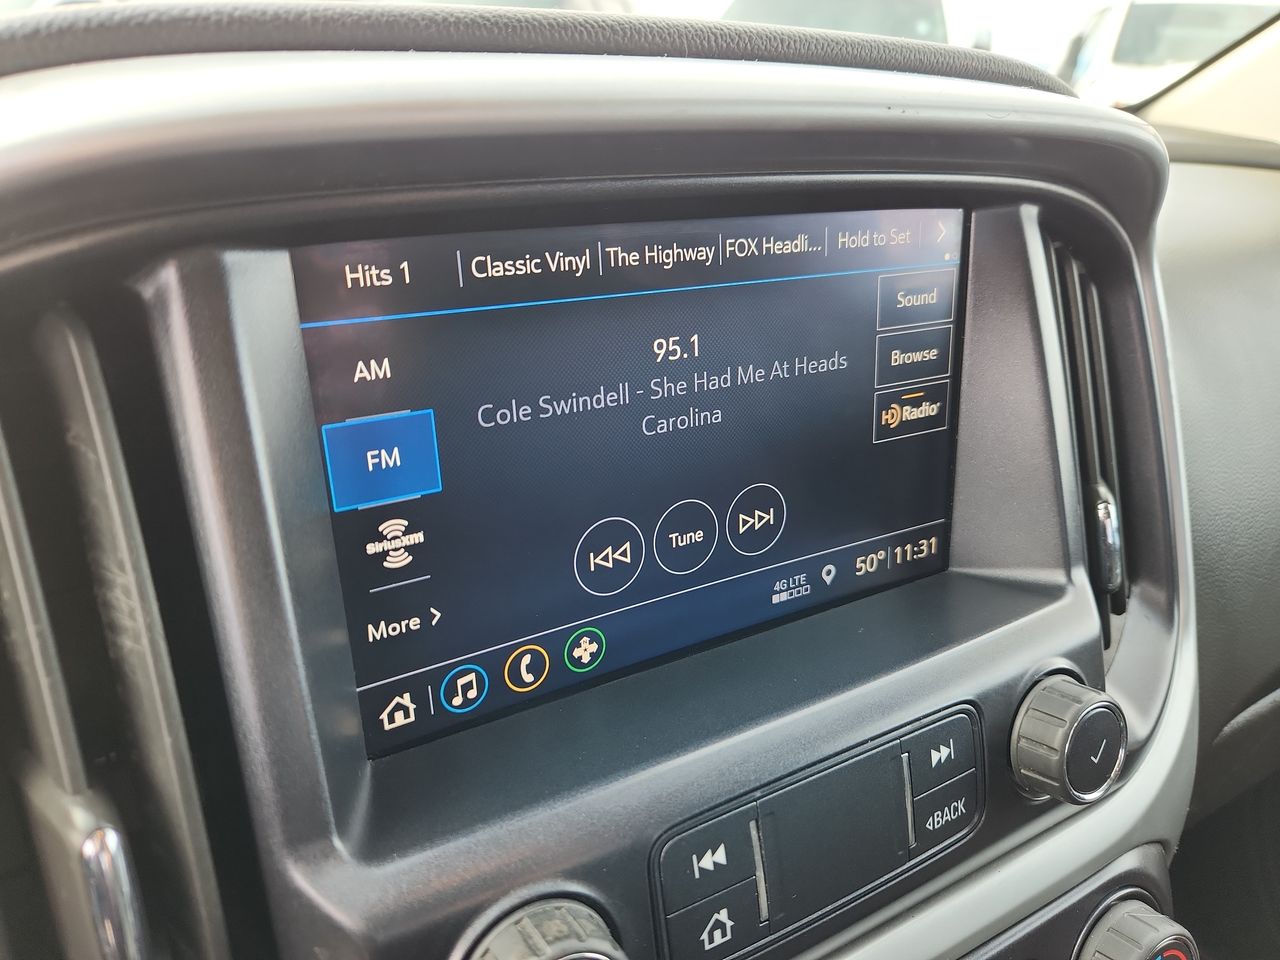 Hits 1
Classic Vinyl
The Highway
FOX Headli...
Hold to Set
AM
FM
SiriusXM
More
95.1
Cole Swindell - She Had Me At Heads
Carolina
Sound
Browse
HD Radio
Tune
4G LTE
50° 11:31
BACK